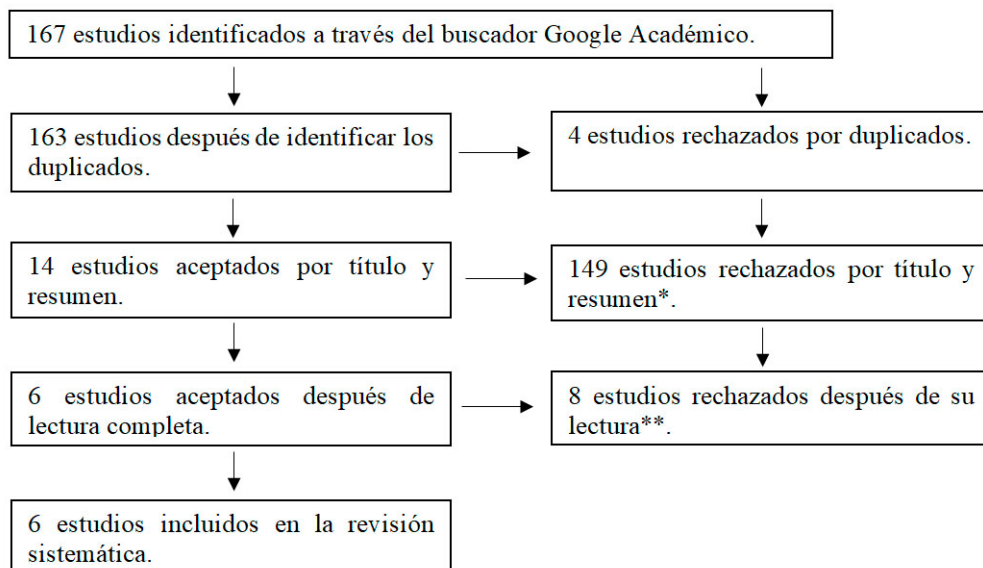 167 estudios identificados a través del buscador Google Académico.
163 estudios después de identificar los
duplicados.
4 estudios rechazados por duplicados.
14 estudios aceptados por título y
resumen.
149 estudios rechazados por título y
resumen*.
6 estudios aceptados después de
lectura completa.
8 estudios rechazados después de su
lectura**.
6 estudios incluidos en la revisión
sistemática.